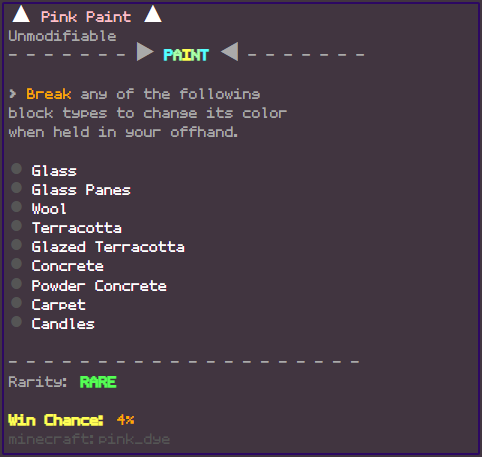 Pink Paint
Unmodifiable
- - - - - - - ▶ PAINT ◀ - - - - - - -
> Break any of the following
block types to change its color
when held in your offhand.
● Glass
● Glass Panes
● Wool
● Terracotta
● Glazed Terracotta
● Concrete
● Powder Concrete
● Carpet
● Candles
- - - - - - - - - - - - - - - - - - - - -
Rarity: RARE
Win Chance: 4%
minecraft:pink_dye